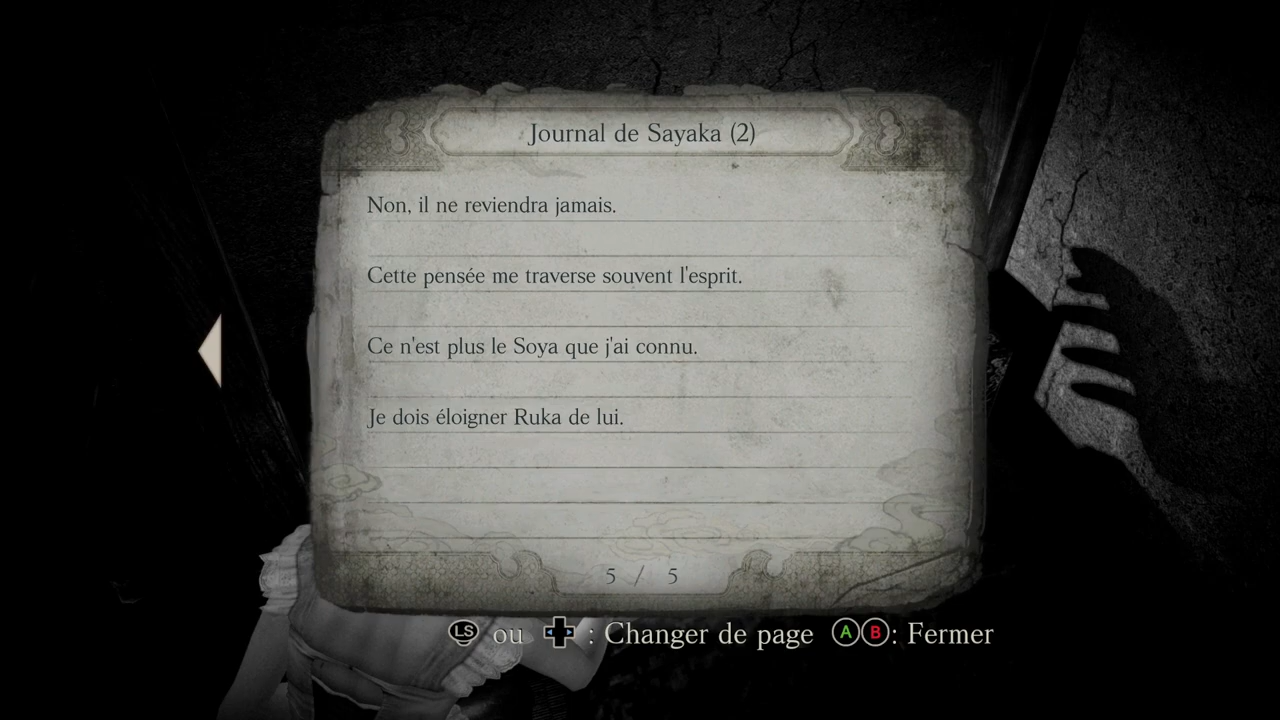 Journal de Sayaka (2)
Non, il ne reviendra jamais.
Cette pensée me traverse souvent l'esprit.
Ce n'est plus le Soya que j'ai connu.
Je dois éloigner Ruka de lui.
5 / 5
LS ou : Changer de page A B : Fermer